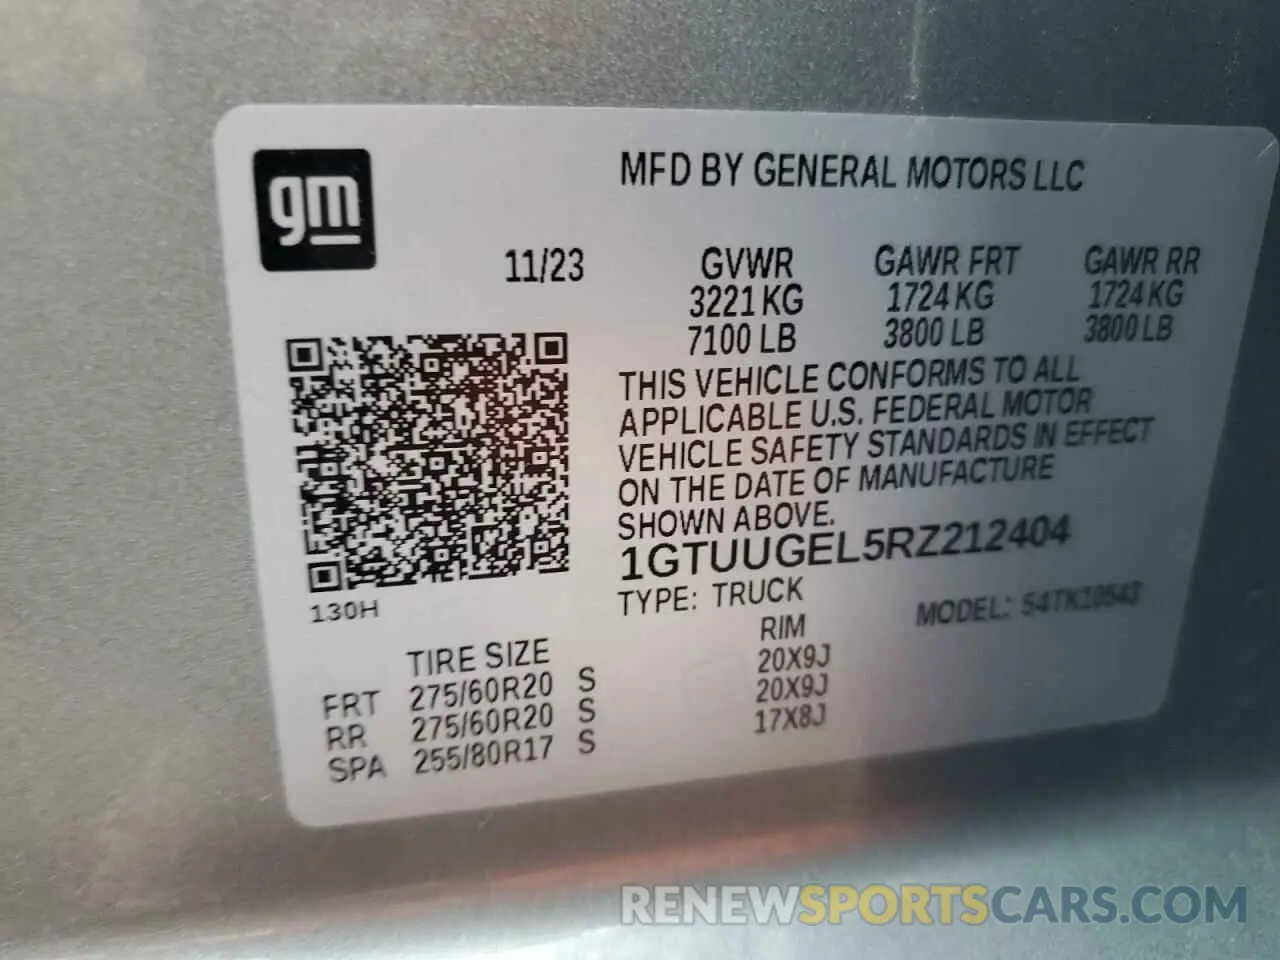 gm
MFD BY GENERAL MOTORS LLC
11/23
GVWR GAWR FRT GAWR RR
3221 KG 1724 KG 1724 KG
7100 LB 3800 LB 3800 LB
THIS VEHICLE CONFORMS TO ALL
APPLICABLE U.S. FEDERAL MOTOR
VEHICLE SAFETY STANDARDS IN EFFECT
ON THE DATE OF MANUFACTURE
SHOWN ABOVE.
1GTUUGEL5RZ212404
TYPE: TRUCK MODEL: 54TK10543
130H
TIRE SIZE RIM
FRT 275/60R20 S 20X9J
RR 275/60R20 S 20X9J
SPA 255/80R17 S 17X8J
RENEWSPORTSCARS.COM